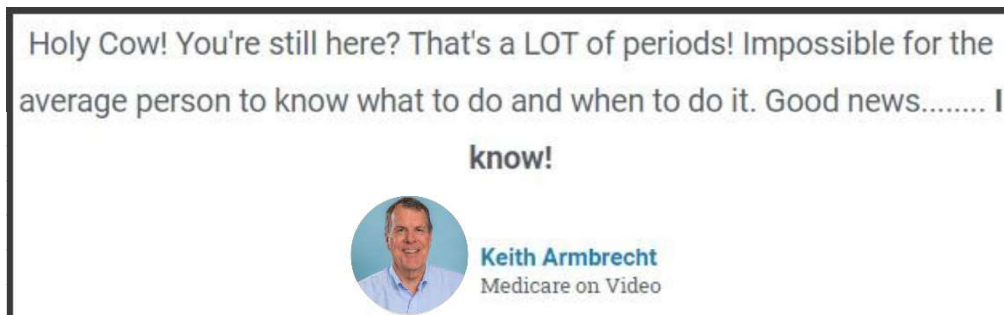 Holy Cow! You're still here? That's a LOT of periods! Impossible for the
average person to know what to do and when to do it. Good news........ I
know!
Keith Armbrecht
Medicare on Video